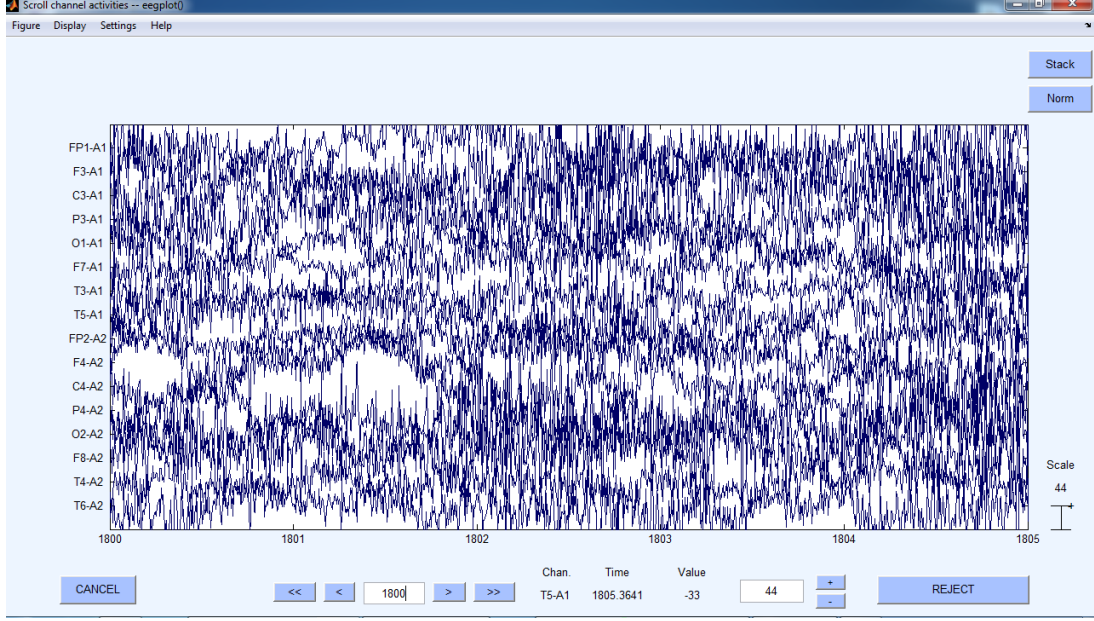 Scroll channel activities -- eegplot()
Figure Display Settings Help
Stack
Norm
FP1-A1
F3-A1
C3-A1
P3-A1
O1-A1
F7-A1
T3-A1
T5-A1
FP2-A2
F4-A2
C4-A2
P4-A2
O2-A2
F8-A2
T4-A2
T6-A2
Scale
44
+
1800 1801 1802 1803 1804 1805
Chan. Time Value
CANCEL << < 1800 > >> T5-A1 1805.3641 -33 44 + - REJECT